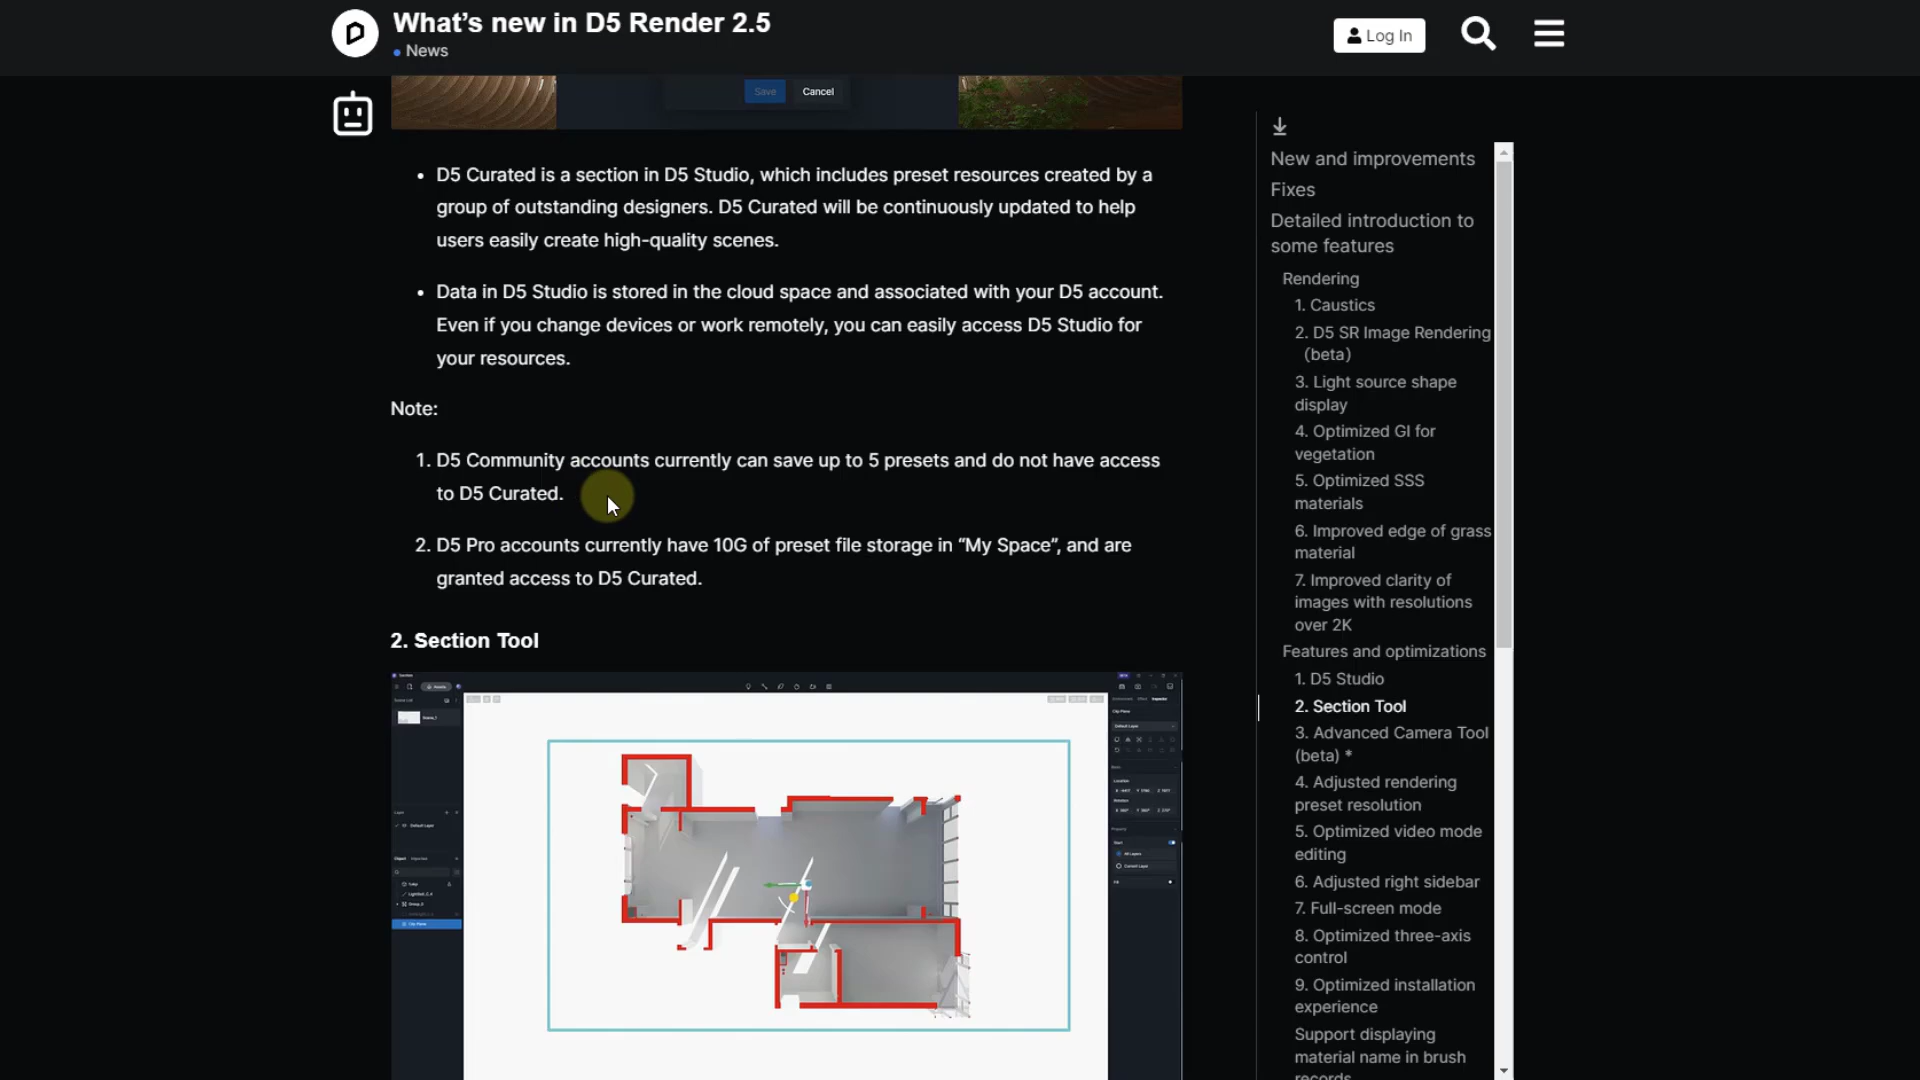 What's new in D5 Render 2.5
News
Log In
Save
Cancel
• D5 Curated is a section in D5 Studio, which includes preset resources created by a
group of outstanding designers. D5 Curated will be continuously updated to help
users easily create high-quality scenes.
• Data in D5 Studio is stored in the cloud space and associated with your D5 account.
Even if you change devices or work remotely, you can easily access D5 Studio for
your resources.
Note:
1. D5 Community accounts currently can save up to 5 presets and do not have access
to D5 Curated.
2. D5 Pro accounts currently have 10G of preset file storage in “My Space”, and are
granted access to D5 Curated.
2. Section Tool
New and improvements
Fixes
Detailed introduction to
some features
Rendering
1. Caustics
2. D5 SR Image Rendering
(beta)
3. Light source shape
display
4. Optimized GI for
vegetation
5. Optimized SSS
materials
6. Improved edge of grass
material
7. Improved clarity of
images with resolutions
over 2K
Features and optimizations
1. D5 Studio
2. Section Tool
3. Advanced Camera Tool
(beta) *
4. Adjusted rendering
preset resolution
5. Optimized video mode
editing
6. Adjusted right sidebar
7. Full-screen mode
8. Optimized three-axis
control
9. Optimized installation
experience
Support displaying
material name in brush
records